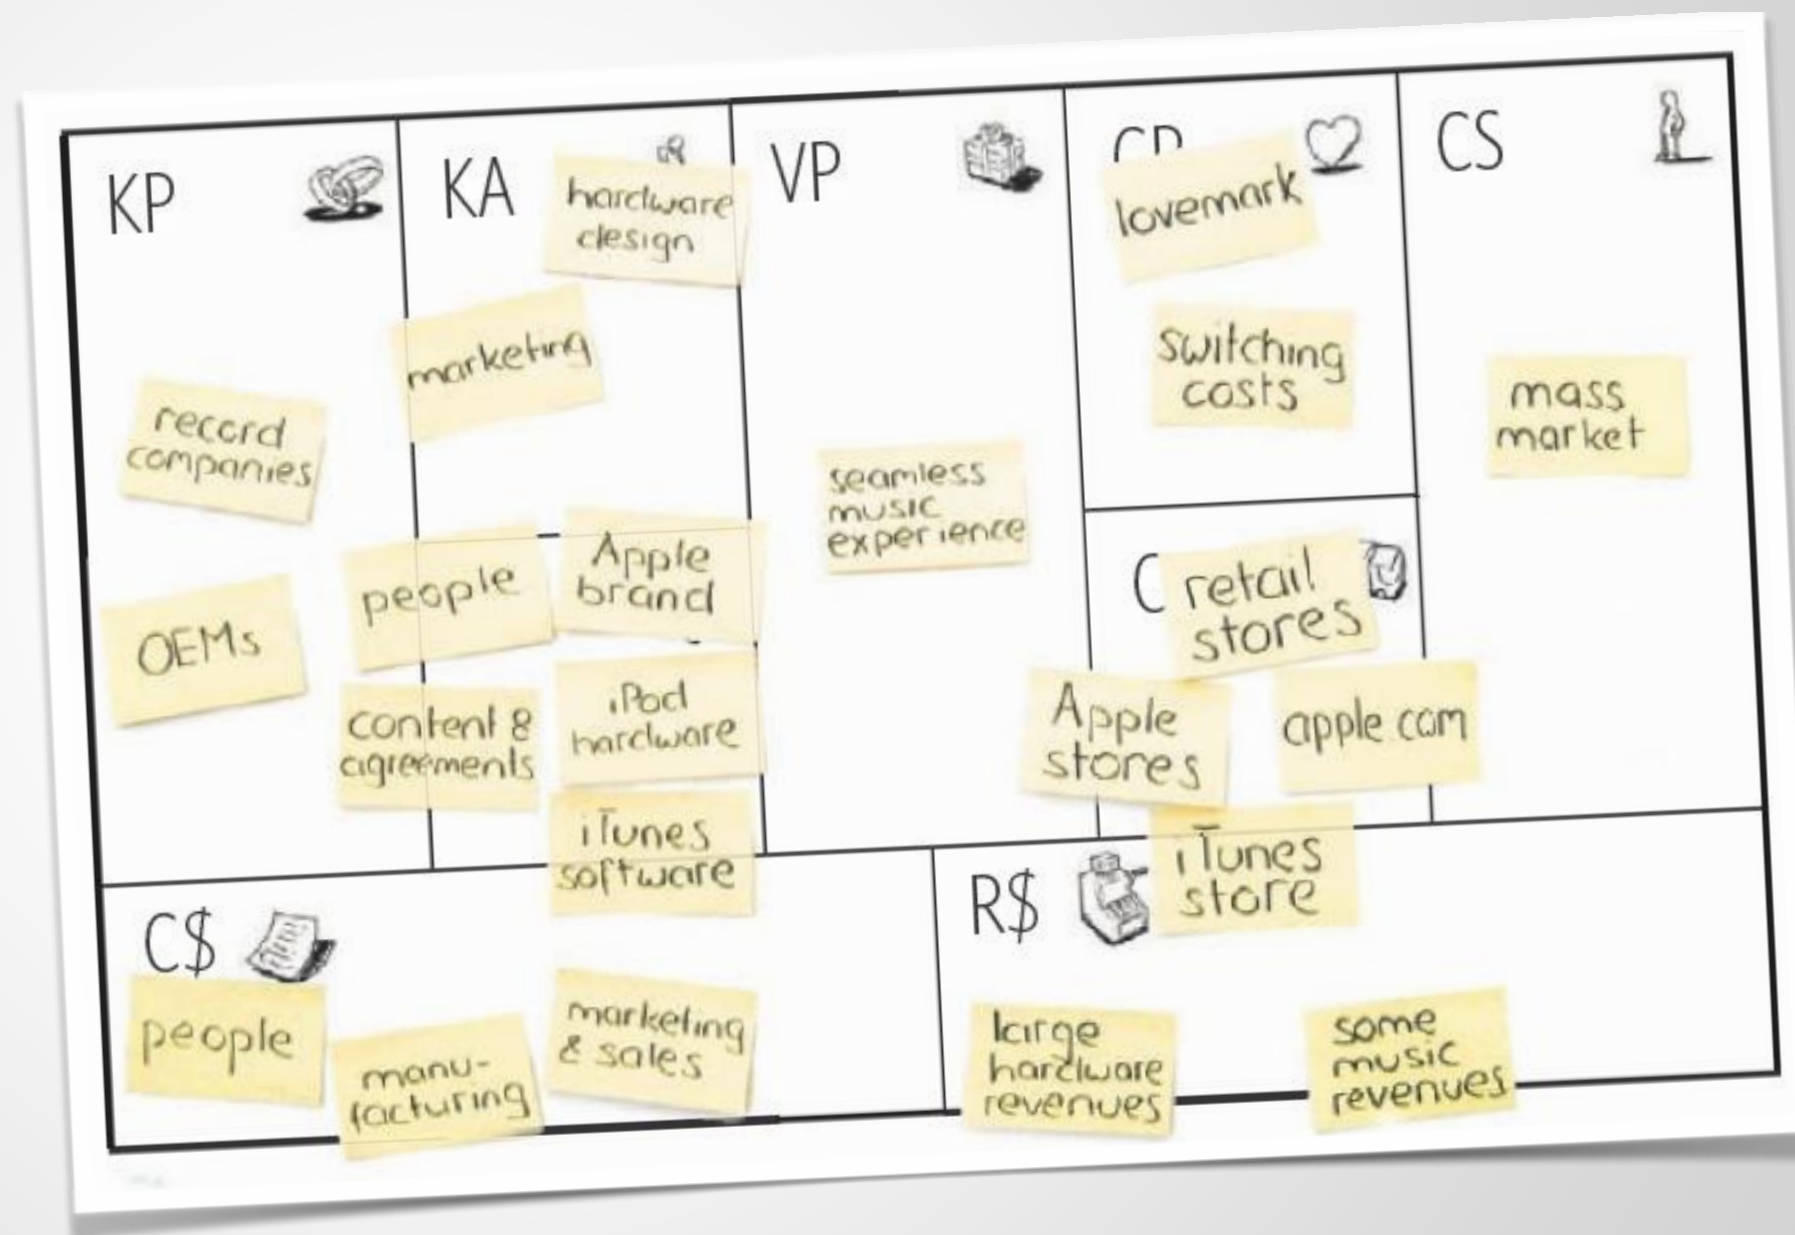 KP
record
companies
OEMs
KA
hardware
design
marketing
people
Apple
brand
content &
agreements
iPod
hardware
iTunes
software
VP
seamless
music
experience
lovemark
switching
costs
C
retail
stores
Apple
stores
apple com
iTunes
store
CS
mass
market
C$
people
manu-
facturing
marketing
& sales
R$
large
hardware
revenues
some
music
revenues